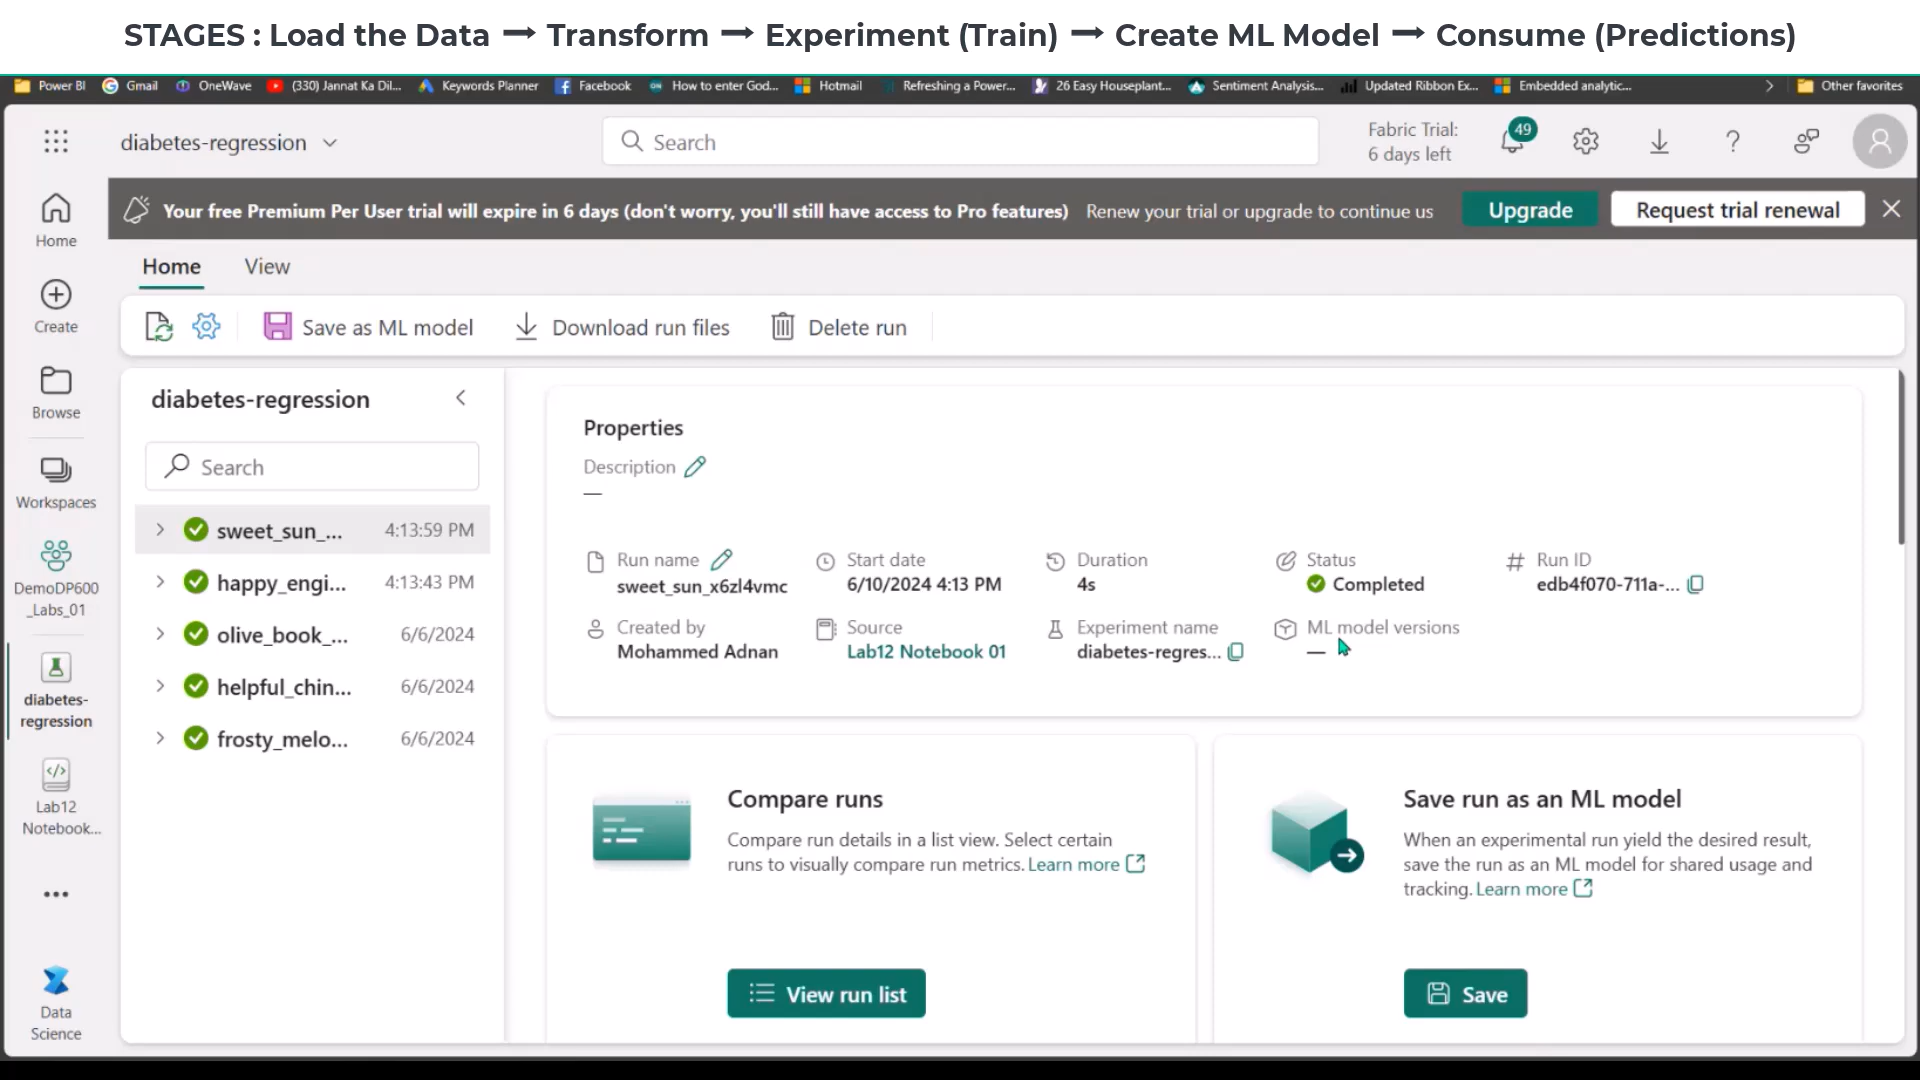 STAGES : Load the Data → Transform → Experiment (Train) → Create ML Model → Consume (Predictions)
Power BI Gmail OneWave (330) Jannat Ka Dil... Keywords Planner Facebook How to enter God... Hotmail Refreshing a Power... 26 Easy Houseplant... Sentiment Analysis... Updated Ribbon Ex... Embedded analytic... Other favorites
diabetes-regression
Search
Fabric Trial:
6 days left
49
Your free Premium Per User trial will expire in 6 days (don't worry, you'll still have access to Pro features) Renew your trial or upgrade to continue us
Upgrade
Request trial renewal
Home
Create
Browse
Workspaces
DemoDP600
_Labs_01
diabetes-
regression
Lab12
Notebook...
Data
Science
Home View
Save as ML model Download run files Delete run
diabetes-regression
Search
sweet_sun_... 4:13:59 PM
happy_engi... 4:13:43 PM
olive_book_... 6/6/2024
helpful_chin... 6/6/2024
frosty_melo... 6/6/2024
Properties
Description
—
Run name
sweet_sun_x6zl4vmc
Start date
6/10/2024 4:13 PM
Duration
4s
Status
Completed
# Run ID
edb4f070-711a-...
Created by
Mohammed Adnan
Source
Lab12 Notebook 01
Experiment name
diabetes-regres...
ML model versions
—
Compare runs
Compare run details in a list view. Select certain
runs to visually compare run metrics. Learn more
View run list
Save run as an ML model
When an experimental run yield the desired result,
save the run as an ML model for shared usage and
tracking. Learn more
Save